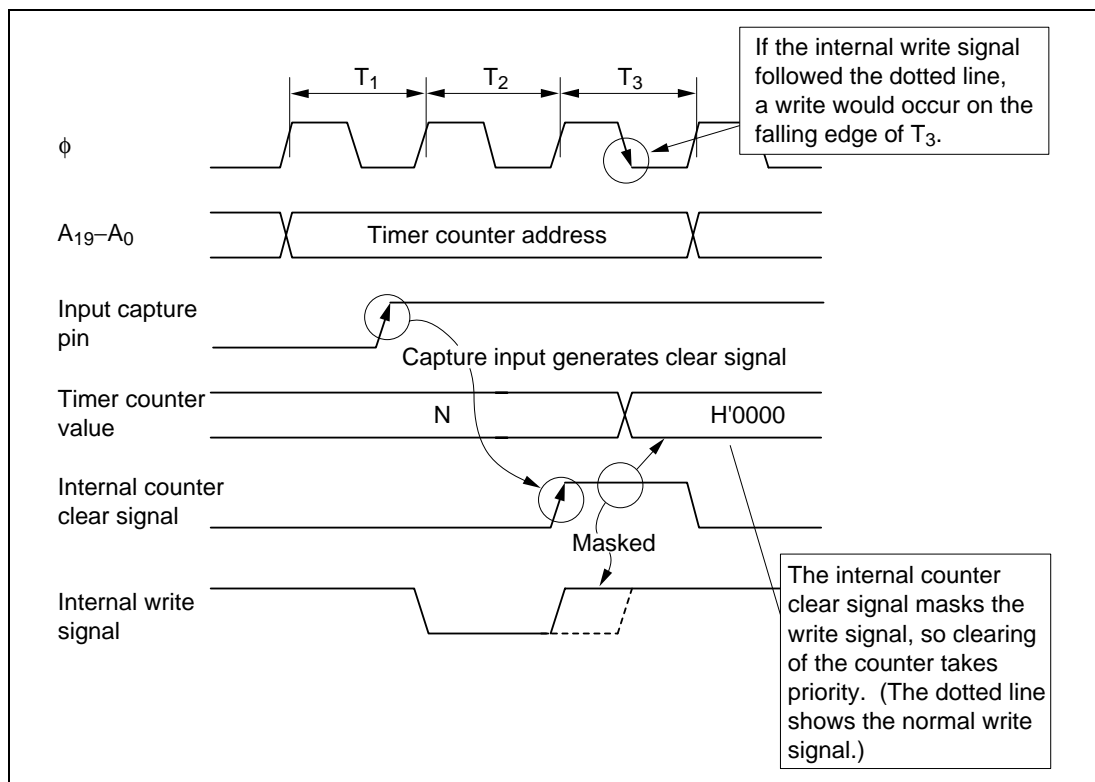 If the internal write signal
followed the dotted line,
a write would occur on the
falling edge of T3.
T1
T2
T3
ϕ
A19–A0
Timer counter address
Input capture
pin
Capture input generates clear signal
Timer counter
value
N
H'0000
Internal counter
clear signal
Masked
Internal write
signal
The internal counter
clear signal masks the
write signal, so clearing
of the counter takes
priority. (The dotted line
shows the normal write
signal.)